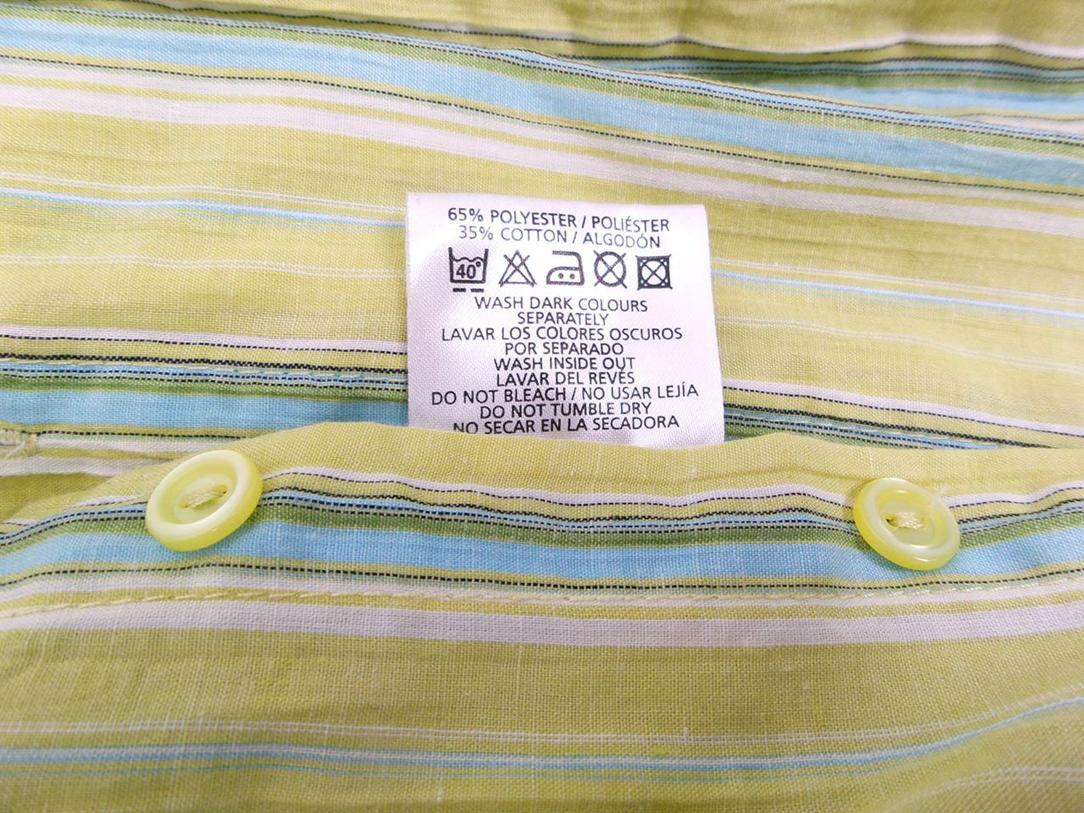 65% POLYESTER / POLIÉSTER
35% COTTON / ALGODÓN
40°
WASH DARK COLOURS
SEPARATELY
LAVAR LOS COLORES OSCUROS
POR SEPARADO
WASH INSIDE OUT
LAVAR DEL REVÉS
DO NOT BLEACH / NO USAR LEJÍA
DO NOT TUMBLE DRY
NO SECAR EN LA SECADORA